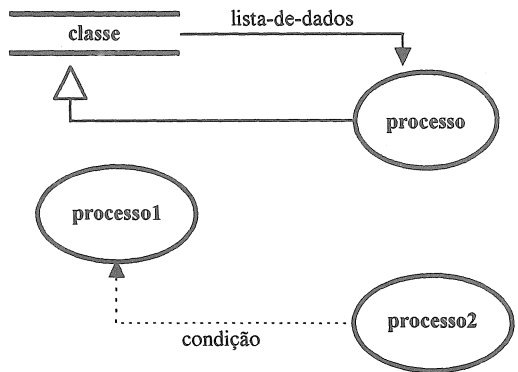 lista-de-dados
classe
processo
processo1
processo2
condição